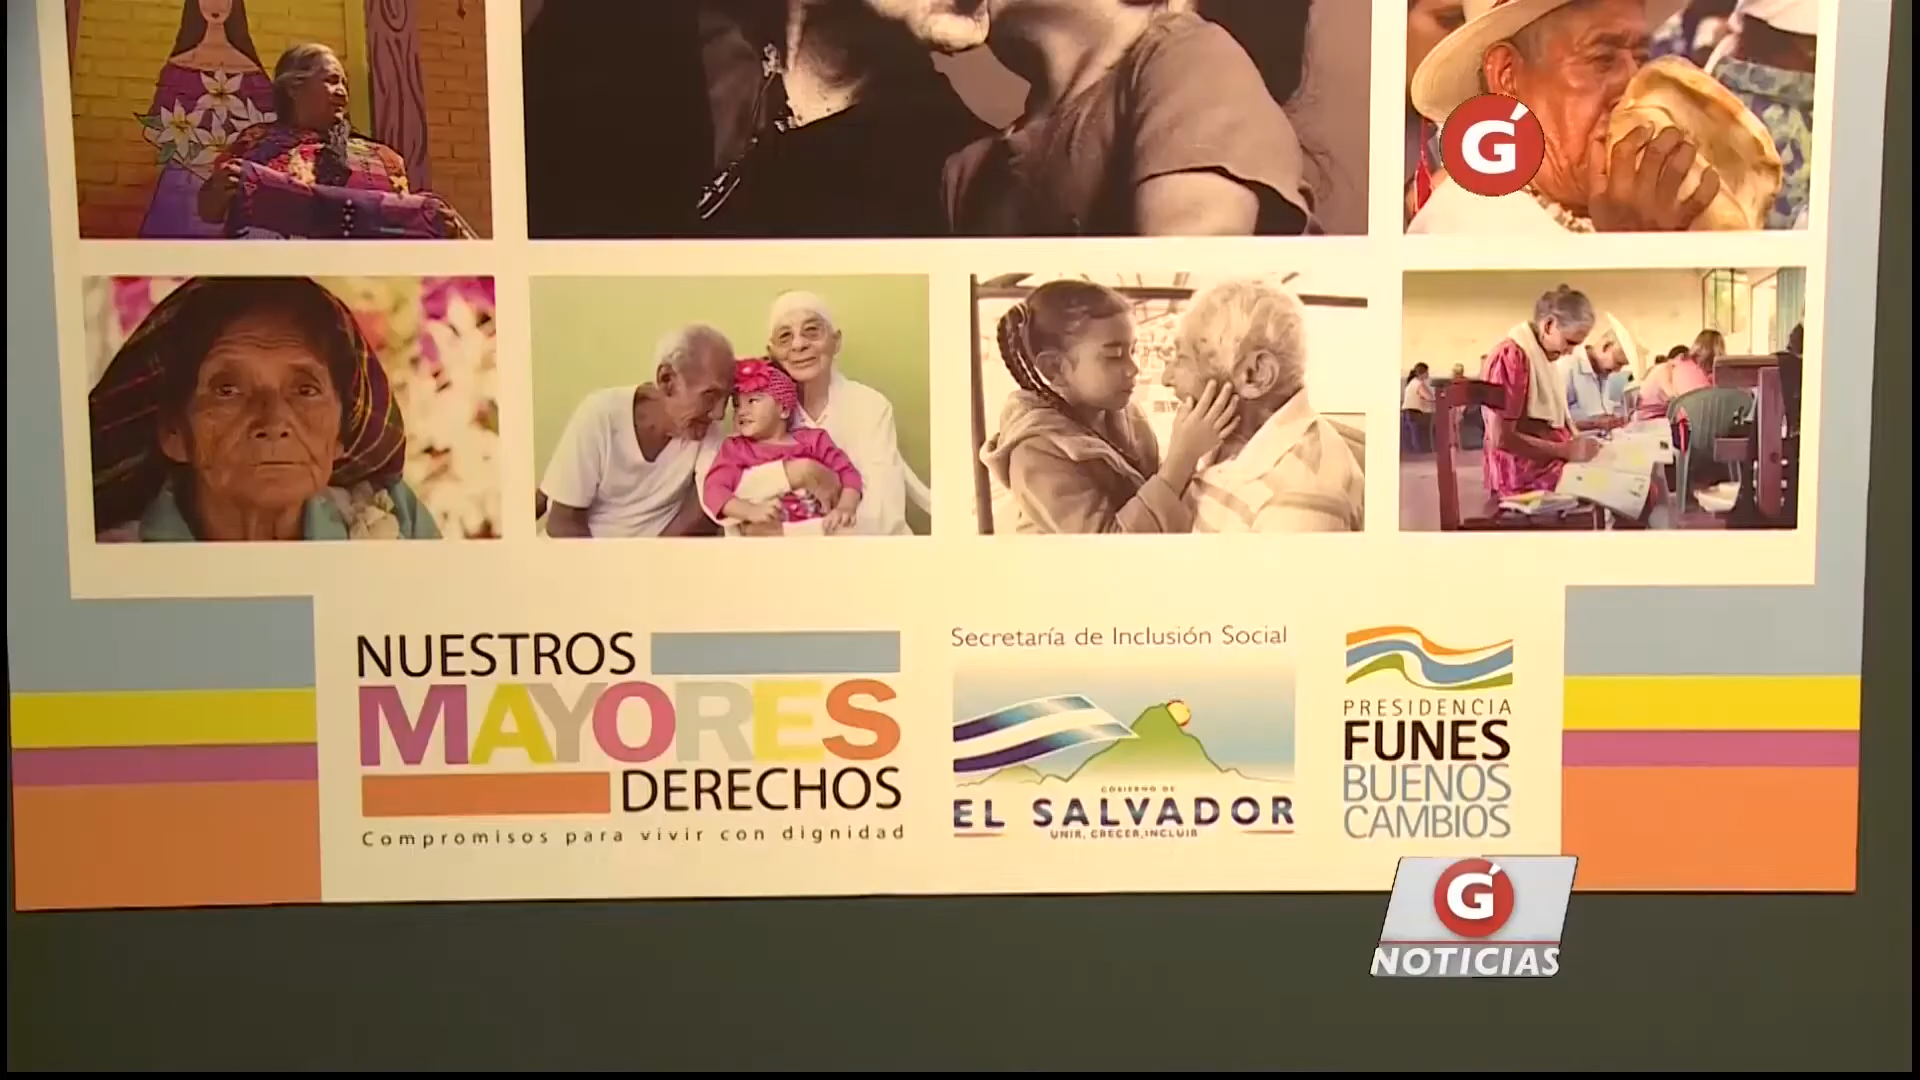 G
NUESTROS
MAYORES
DERECHOS
Compromisos para vivir con dignidad
Secretaría de Inclusión Social
GOBIERNO DE
EL SALVADOR
UNIR, CRECER, INCLUIR
PRESIDENCIA
FUNES
BUENOS
CAMBIOS
G
NOTICIAS